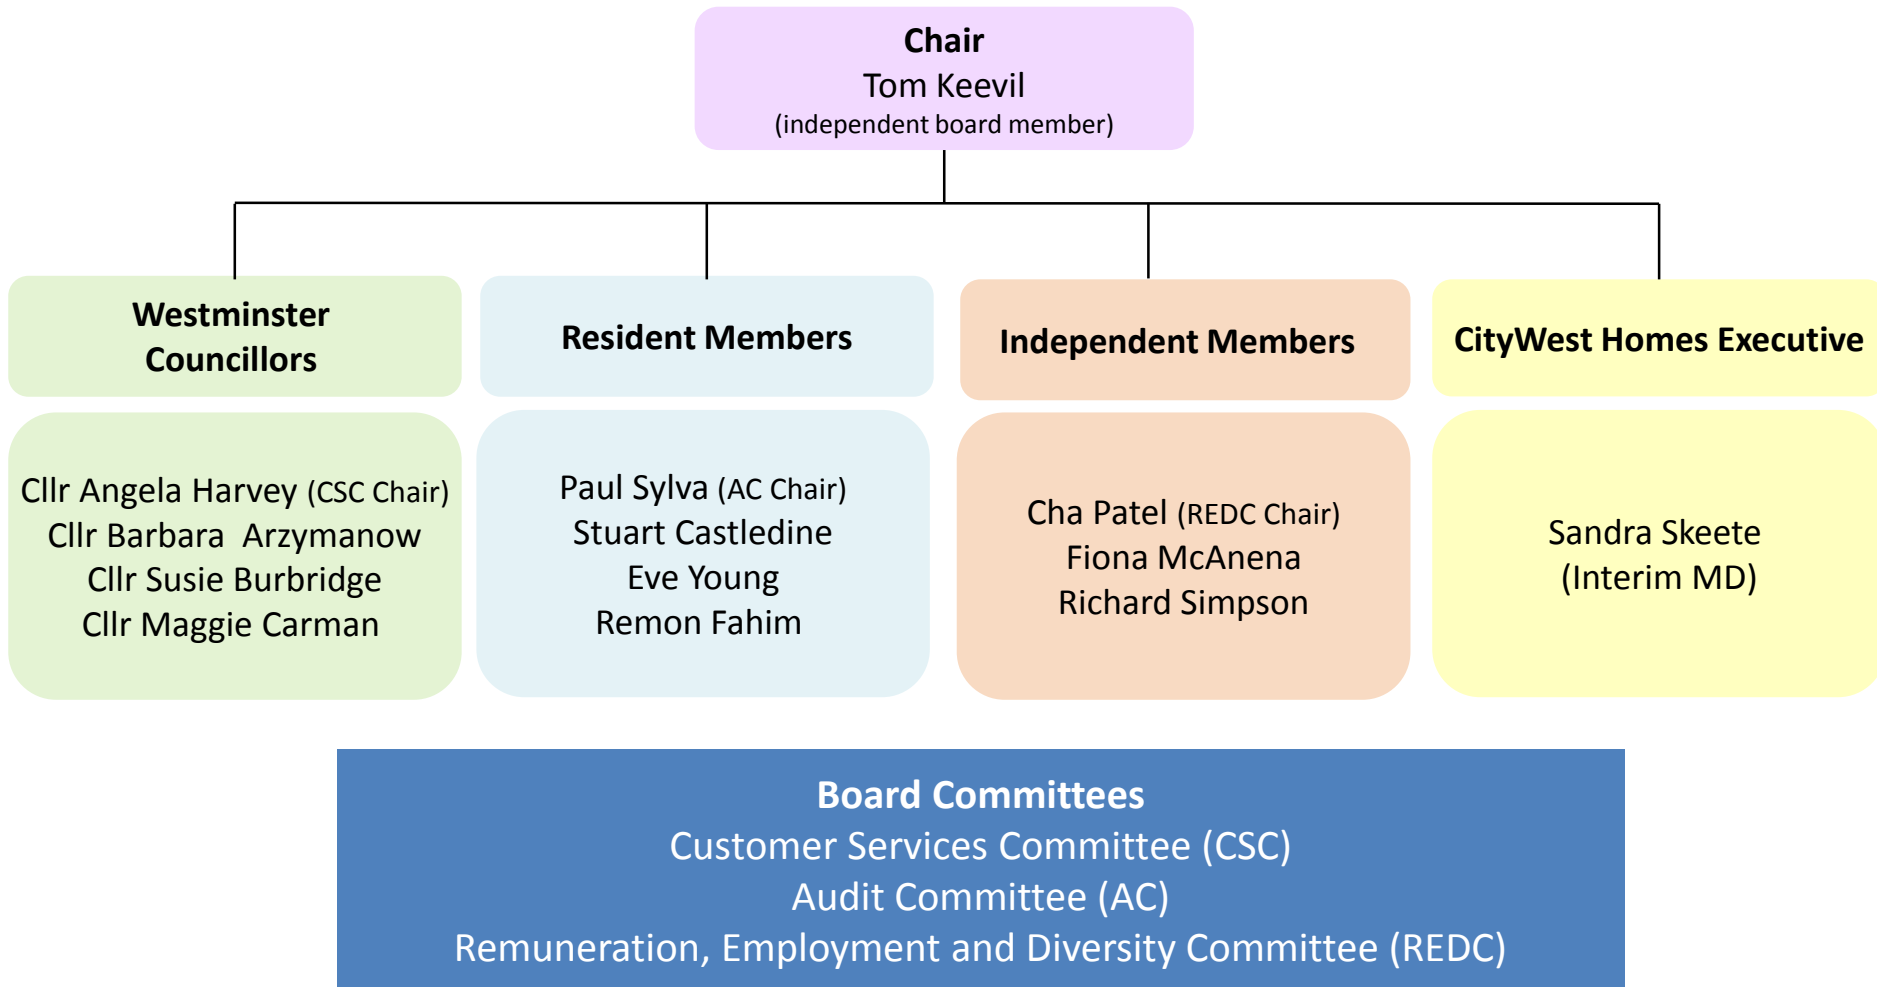 Chair
Tom Keevil
(independent board member)
Westminster
Councillors
Resident Members
Independent Members
CityWest Homes Executive
Cllr Angela Harvey (CSC Chair)
Cllr Barbara  Arzymanow
Cllr Susie Burbridge
Cllr Maggie Carman
Paul Sylva (AC Chair)
Stuart Castledine
Eve Young
Remon Fahim
Cha Patel (REDC Chair)
Fiona McAnena
Richard Simpson
Sandra Skeete
(Interim MD)
Board Committees
Customer Services Committee (CSC)
Audit Committee (AC)
Remuneration, Employment and Diversity Committee (REDC)